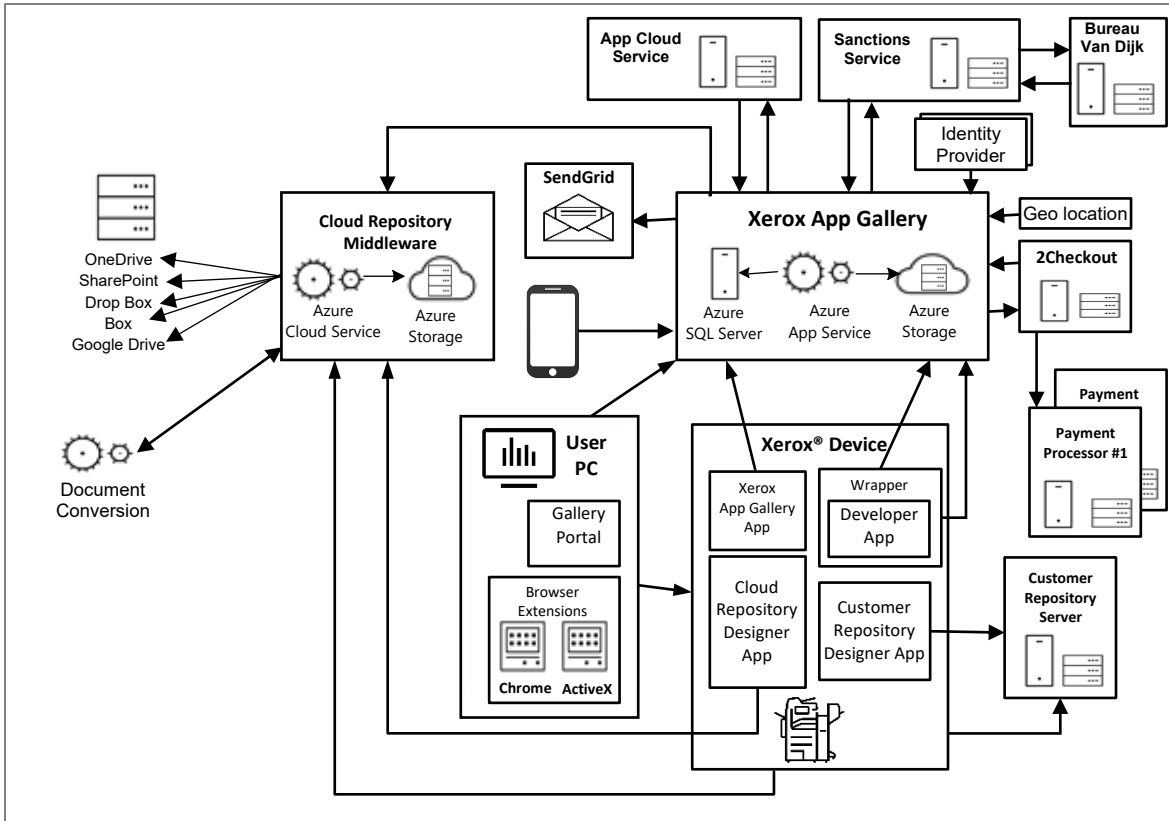 App Cloud
Service
Sanctions
Service
Bureau
Van Dijk
Identity
Provider
SendGrid
Xerox App Gallery
Geo location
Cloud Repository
Middleware
2Checkout
OneDrive
SharePoint
Drop Box
Box
Google Drive
Azure
Cloud Service
Azure
Storage
Azure
SQL Server
Azure
App Service
Azure
Storage
Payment
Payment
Processor #1
User
PC
Xerox® Device
Document
Conversion
Gallery
Portal
Xerox
App Gallery
App
Wrapper
Developer
App
Browser
Extensions
Chrome
ActiveX
Cloud
Repository
Designer
App
Customer
Repository
Designer App
Customer
Repository
Server